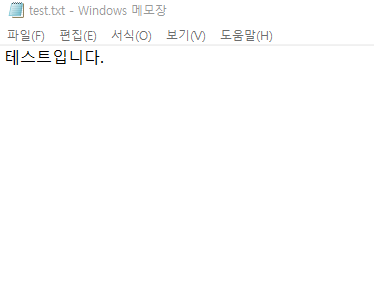 test.txt - Windows 메모장
파일(F) 편집(E) 서식(O) 보기(V) 도움말(H)
테스트입니다.